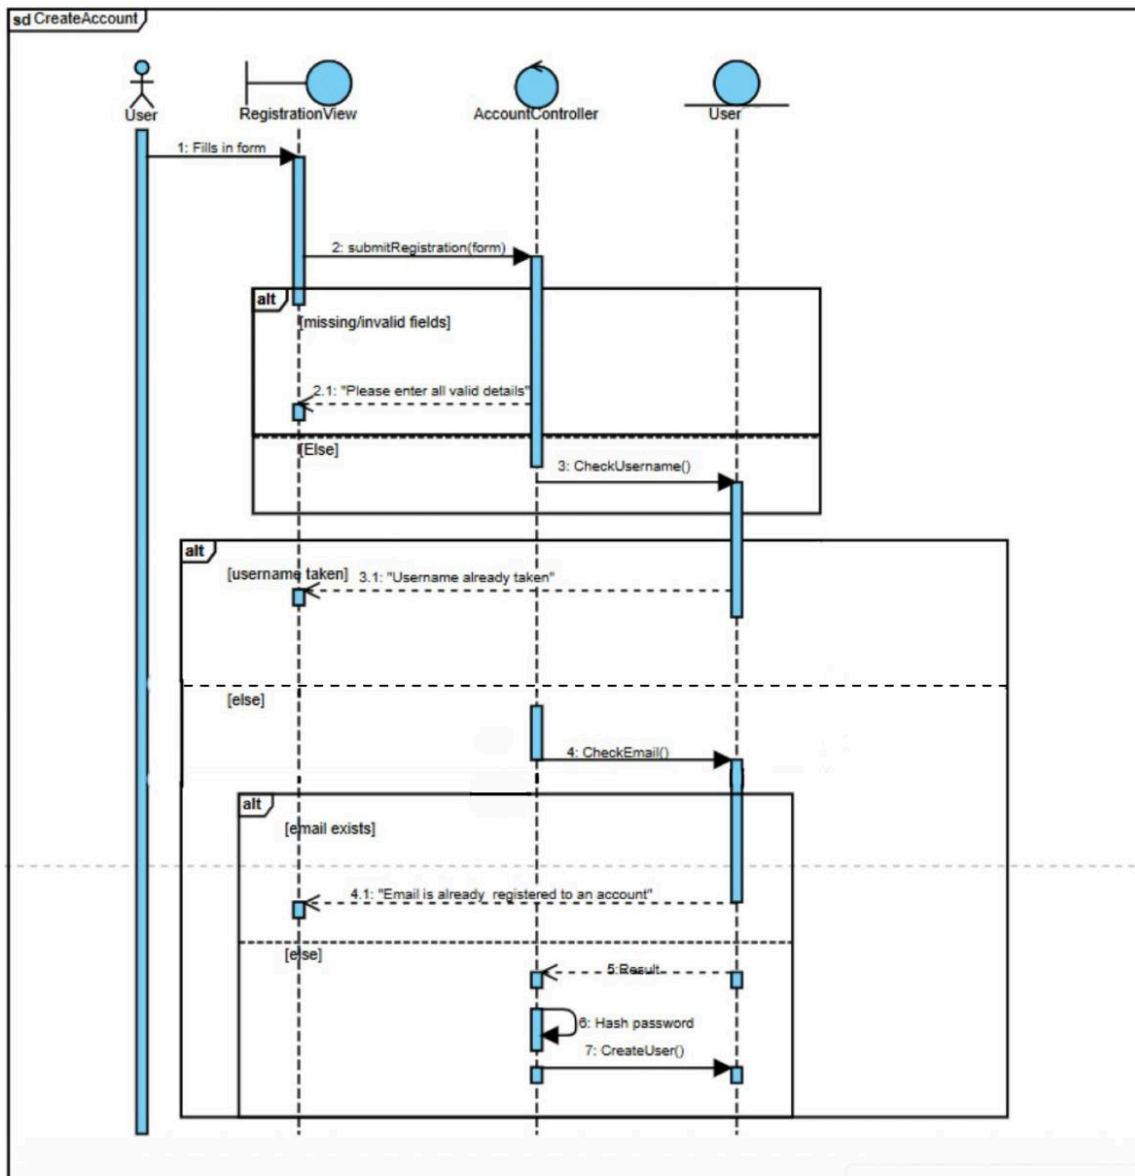 sd CreateAccount
User
RegistrationView
AccountController
User
1: Fills in form
2: submitRegistration(form)
alt
[missing/invalid fields]
2.1: "Please enter all valid details"
[Else]
3: CheckUsername()
alt
[username taken]
3.1: "Username already taken"
[else]
4: CheckEmail()
alt
[email exists]
4.1: "Email is already registered to an account"
[else]
5:Result
6: Hash password
7: CreateUser()